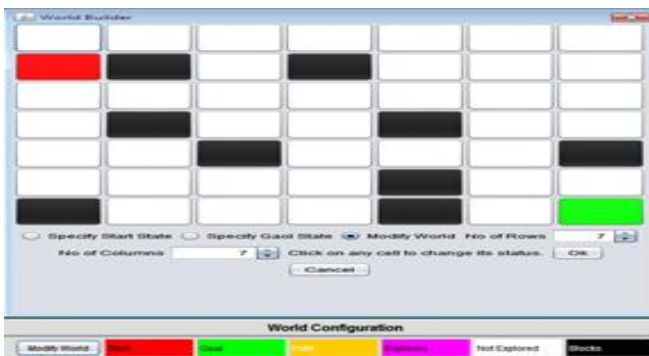 World Builder
Specify Start State Specify Gaol State Modify World No of Rows 7
No of Columns 7 Click on any cell to change its status. Ok
Cancel
World Configuration
Modify World Start Goal Path Explored Not Explored Blocks